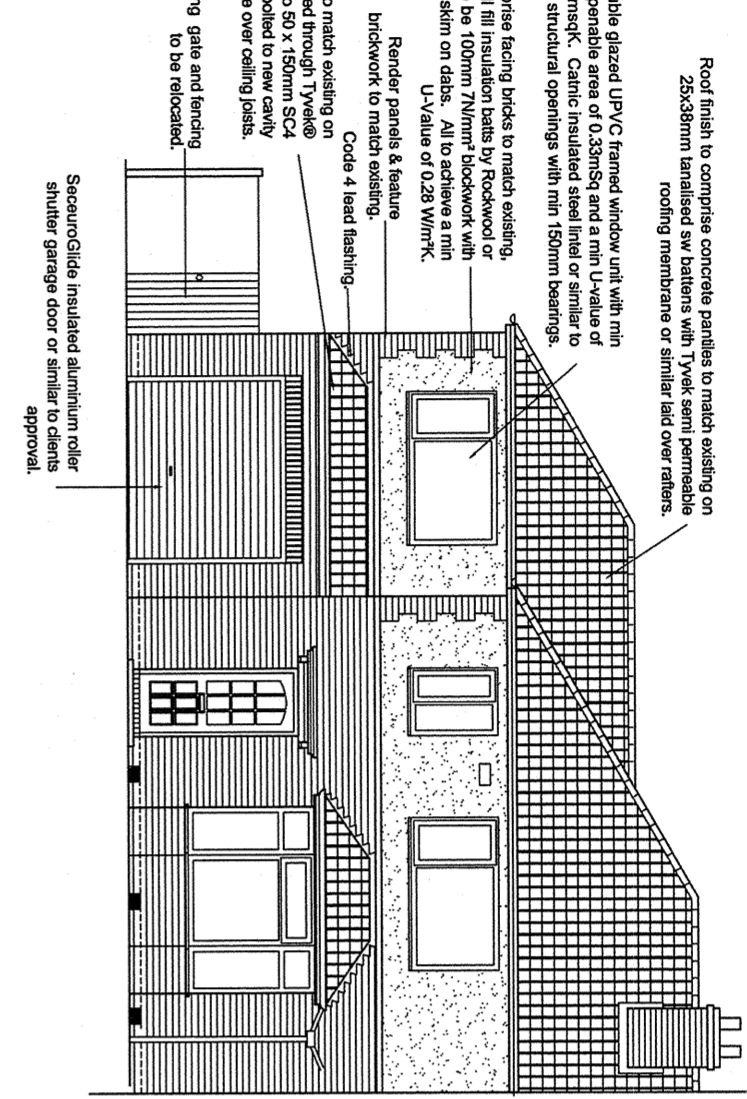 Roof finish to comprise concrete pantiles to match existing on
25x38mm tanalised sw battens with Tyvek semi permeable
roofing membrane or similar laid over rafters.
able glazed UPVC framed window unit with min
penable area of 0.33mSq and a min U-value of
msqK. Catnic insulated steel lintel or similar to
structural openings with min 150mm bearings.
prise facing bricks to match existing.
l fill insulation batts by Rockwool or
be 100mm 7N/mm² blockwork with
skim on dabs. All to achieve a min
U-Value of 0.28 W/m²K.
Render panels & feature
brickwork to match existing.
Code 4 lead flashing.
o match existing on
ed through Tyvek®
o 50 x 150mm SC4
bolted to new cavity
e over ceiling joists.
ng gate and fencing
to be relocated.
SeceuroGlide insulated aluminium roller
shutter garage door or similar to clients
approval.